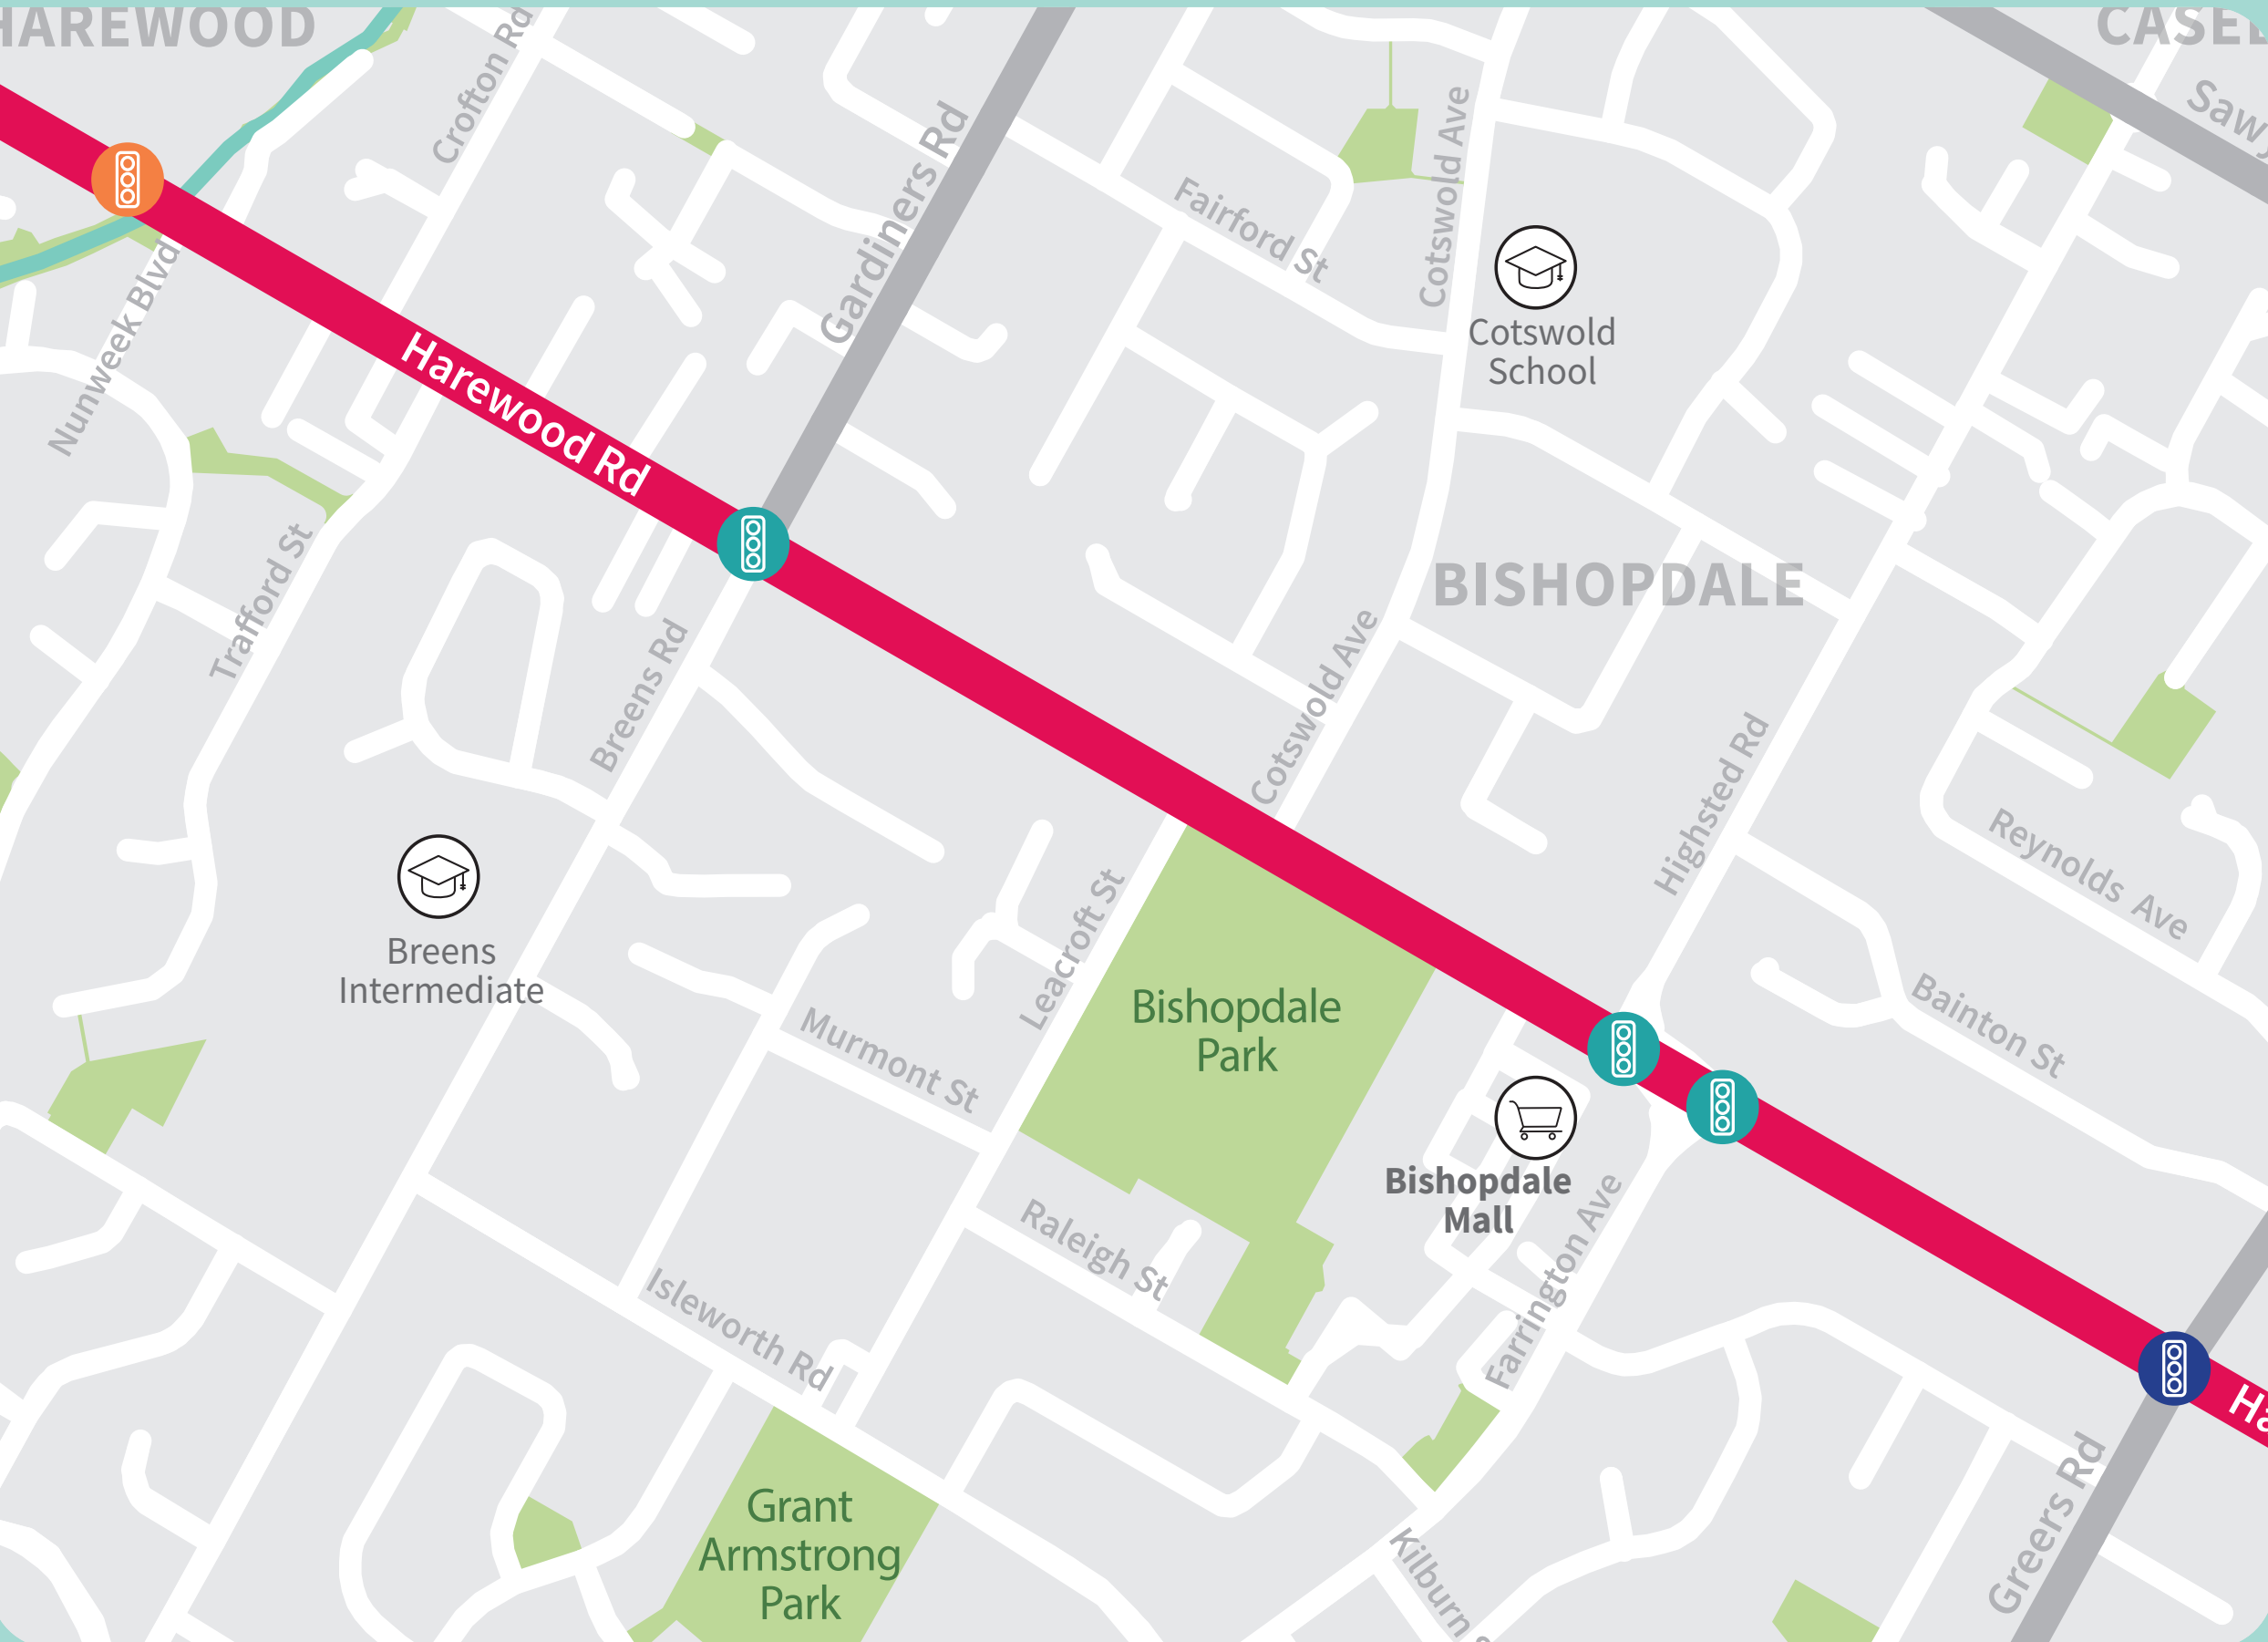 HAREWOOD
Crofton Rd
Gardiners Rd
Fairford St
Cotswold Ave
Cotswold
School
Nunweek Blvd
Harewood Rd
Trafford St
Breens Rd
BISHOPDALE
Cotswold Ave
Highsted Rd
Reynolds Ave
Bainton St
Breens
Intermediate
Leacroft St
Murmont St
Bishopdale
Park
Bishopdale
Mall
Raleigh St
Farrington Ave
Isleworth Rd
Grant
Armstrong
Park
Kilburn
Greers Rd